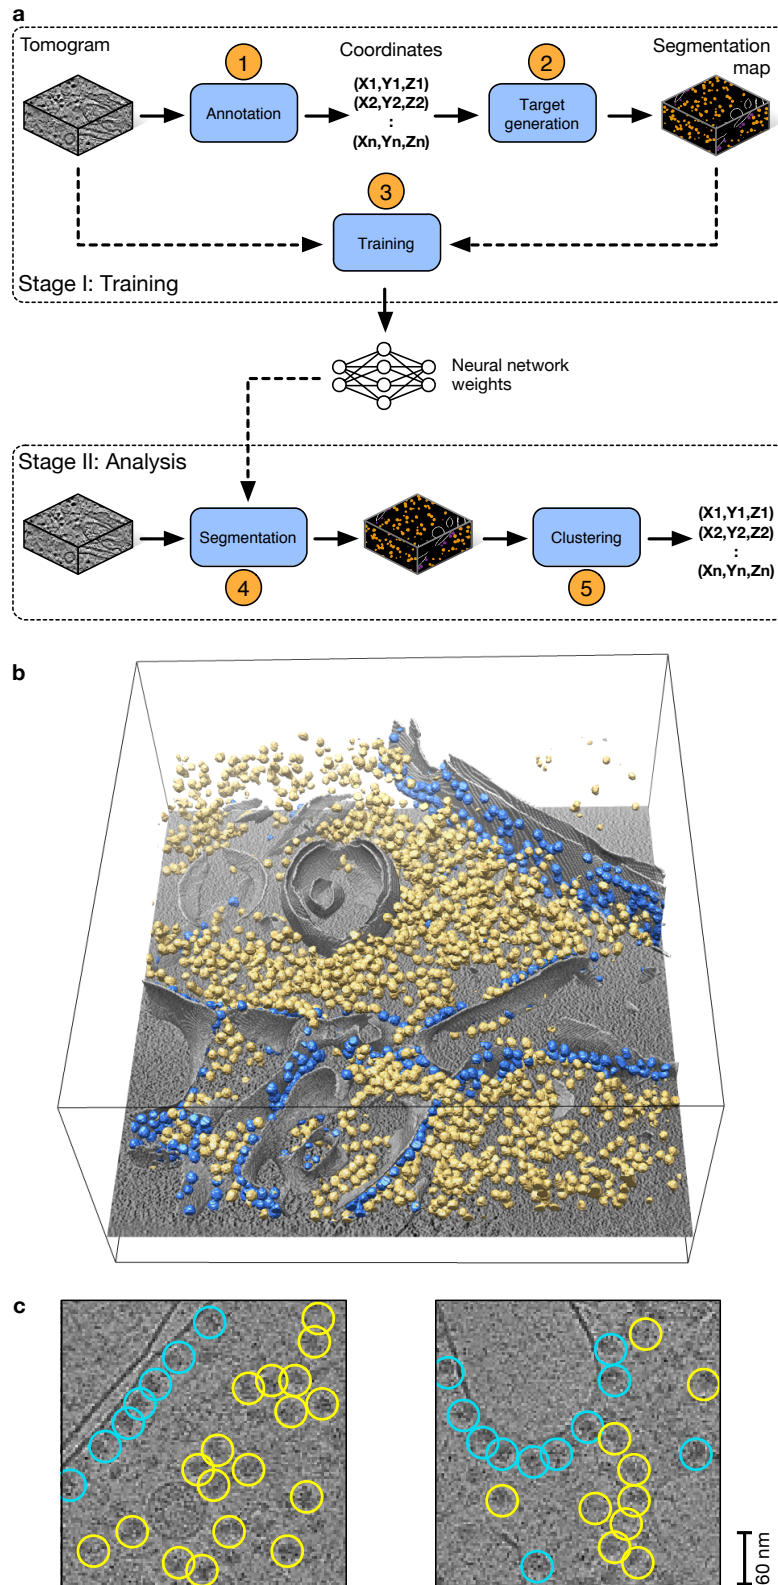 a
Tomogram
Coordinates
Segmentation
map
1
2
Annotation
(X1,Y1,Z1)
(X2,Y2,Z2)
:
(Xn,Yn,Zn)
Target
generation
3
Training
Stage I: Training
Neural network
weights
Stage II: Analysis
Segmentation
Clustering
(X1,Y1,Z1)
(X2,Y2,Z2)
:
(Xn,Yn,Zn)
4
5
b
c
60 nm